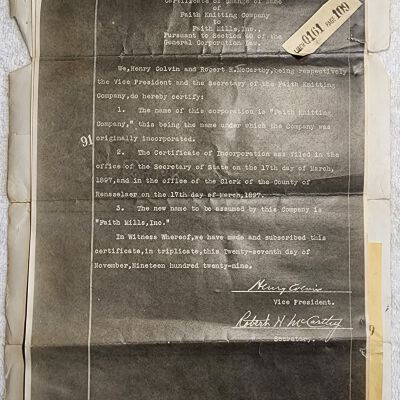 Certificate of Change of Name
of
Faith Knitting Company
to
Faith Mills,Inc.,
Pursuant to Section 60 of the
General Corporation Law.
0161 PAGE 109
We,Henry Colvin and Robert H.McCarthy,being respectively
the Vice President and the Secretary of the Faith Knitting
Company,do hereby certify:
1. The name of this corporation is "Faith Knitting
Company," this being the name under which the Company was
originally incorporated.
91
2. The Certificate of Incorporation was filed in the
office of the Secretary of State on the 17th day of March,
1897,and in the office of the Clerk of the County of
Rensselaer on the 17th day of March,1897.
3. The new name to be assumed by this Company is
"Faith Mills,Inc."
In Witness Whereof,we have made and subscribed this
certificate,in triplicate,this Twenty-seventh day of
November,Nineteen hundred twenty-nine.
Henry Colvin
Vice President.
Robert H McCarthy
Secretary.